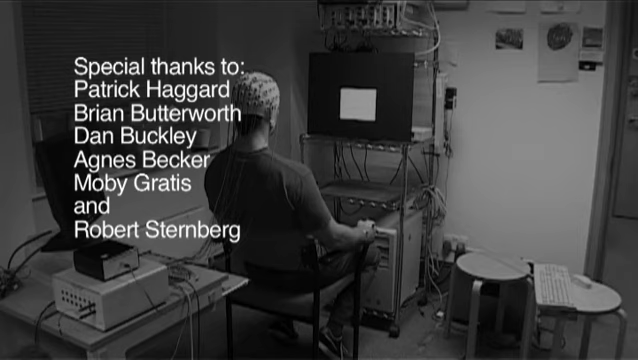 Special thanks to:
Patrick Haggard
Brian Butterworth
Dan Buckley
Agnes Becker
Moby Gratis
and
Robert Sternberg